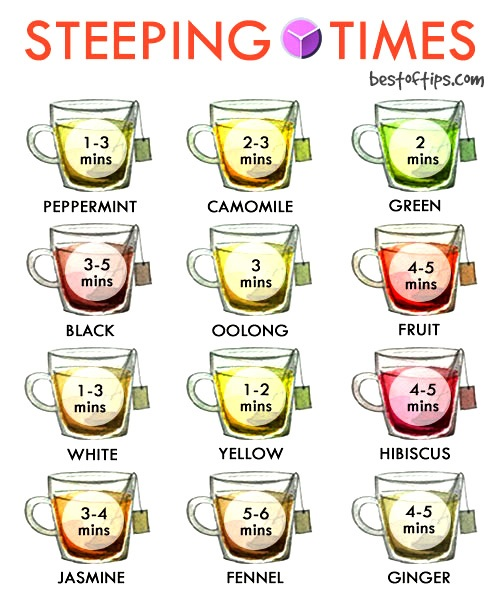 STEEPING TIMES
bestoftips.com
1-3 mins
2-3 mins
2 mins
PEPPERMINT
CAMOMILE
GREEN
3-5 mins
3 mins
4-5 mins
BLACK
OOLONG
FRUIT
1-3 mins
1-2 mins
4-5 mins
WHITE
YELLOW
HIBISCUS
3-4 mins
5-6 mins
4-5 mins
JASMINE
FENNEL
GINGER